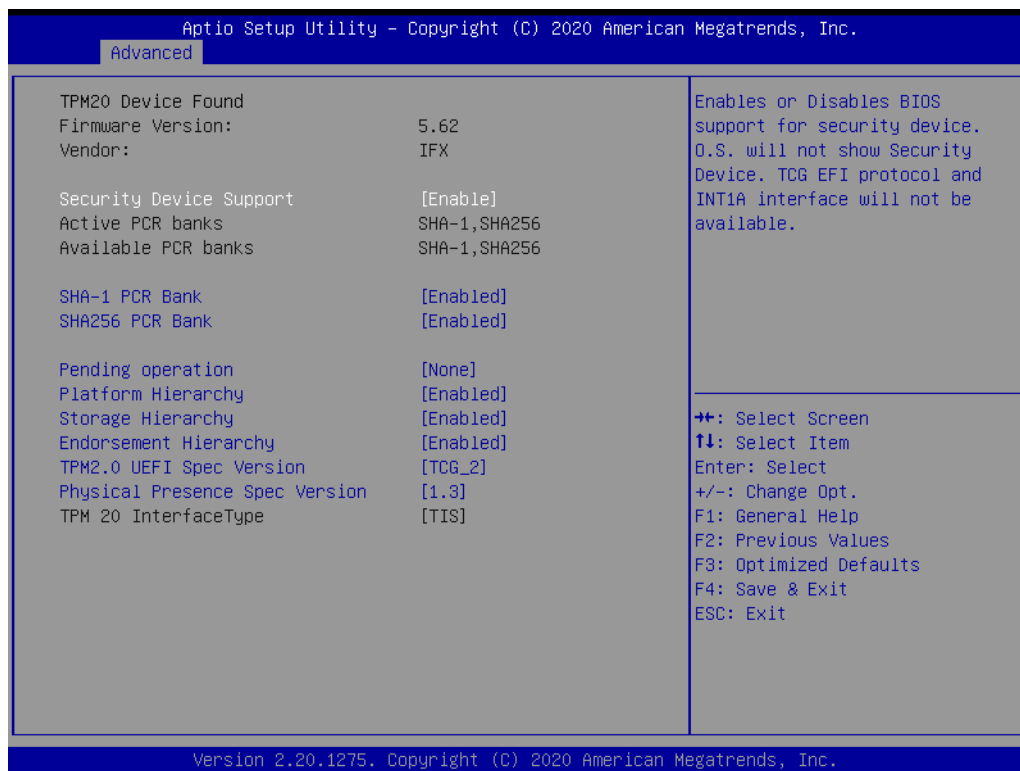 Aptio Setup Utility – Copyright (C) 2020 American Megatrends, Inc.
Advanced
TPM20 Device Found
Firmware Version: 5.62
Vendor: IFX
Security Device Support [Enable]
Active PCR banks SHA-1,SHA256
Available PCR banks SHA-1,SHA256
SHA-1 PCR Bank [Enabled]
SHA256 PCR Bank [Enabled]
Pending operation [None]
Platform Hierarchy [Enabled]
Storage Hierarchy [Enabled]
Endorsement Hierarchy [Enabled]
TPM2.0 UEFI Spec Version [TCG_2]
Physical Presence Spec Version [1.3]
TPM 20 InterfaceType [TIS]
Enables or Disables BIOS
support for security device.
O.S. will not show Security
Device. TCG EFI protocol and
INT1A interface will not be
available.
→←: Select Screen
↑↓: Select Item
Enter: Select
+/-: Change Opt.
F1: General Help
F2: Previous Values
F3: Optimized Defaults
F4: Save & Exit
ESC: Exit
Version 2.20.1275. Copyright (C) 2020 American Megatrends, Inc.